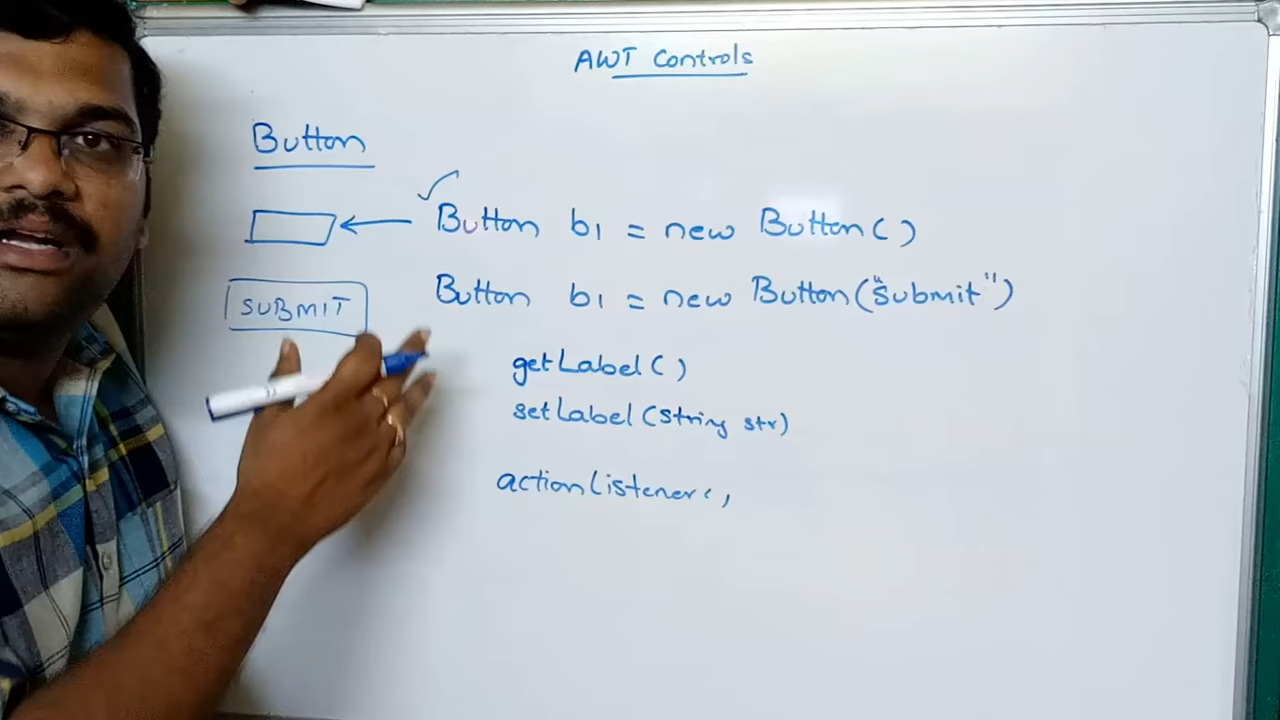 AWT Controls
Button
Button b1 = new Button()
SUBMIT
Button b1 = new Button("Submit")
getLabel()
setLabel(String str)
actionListener()